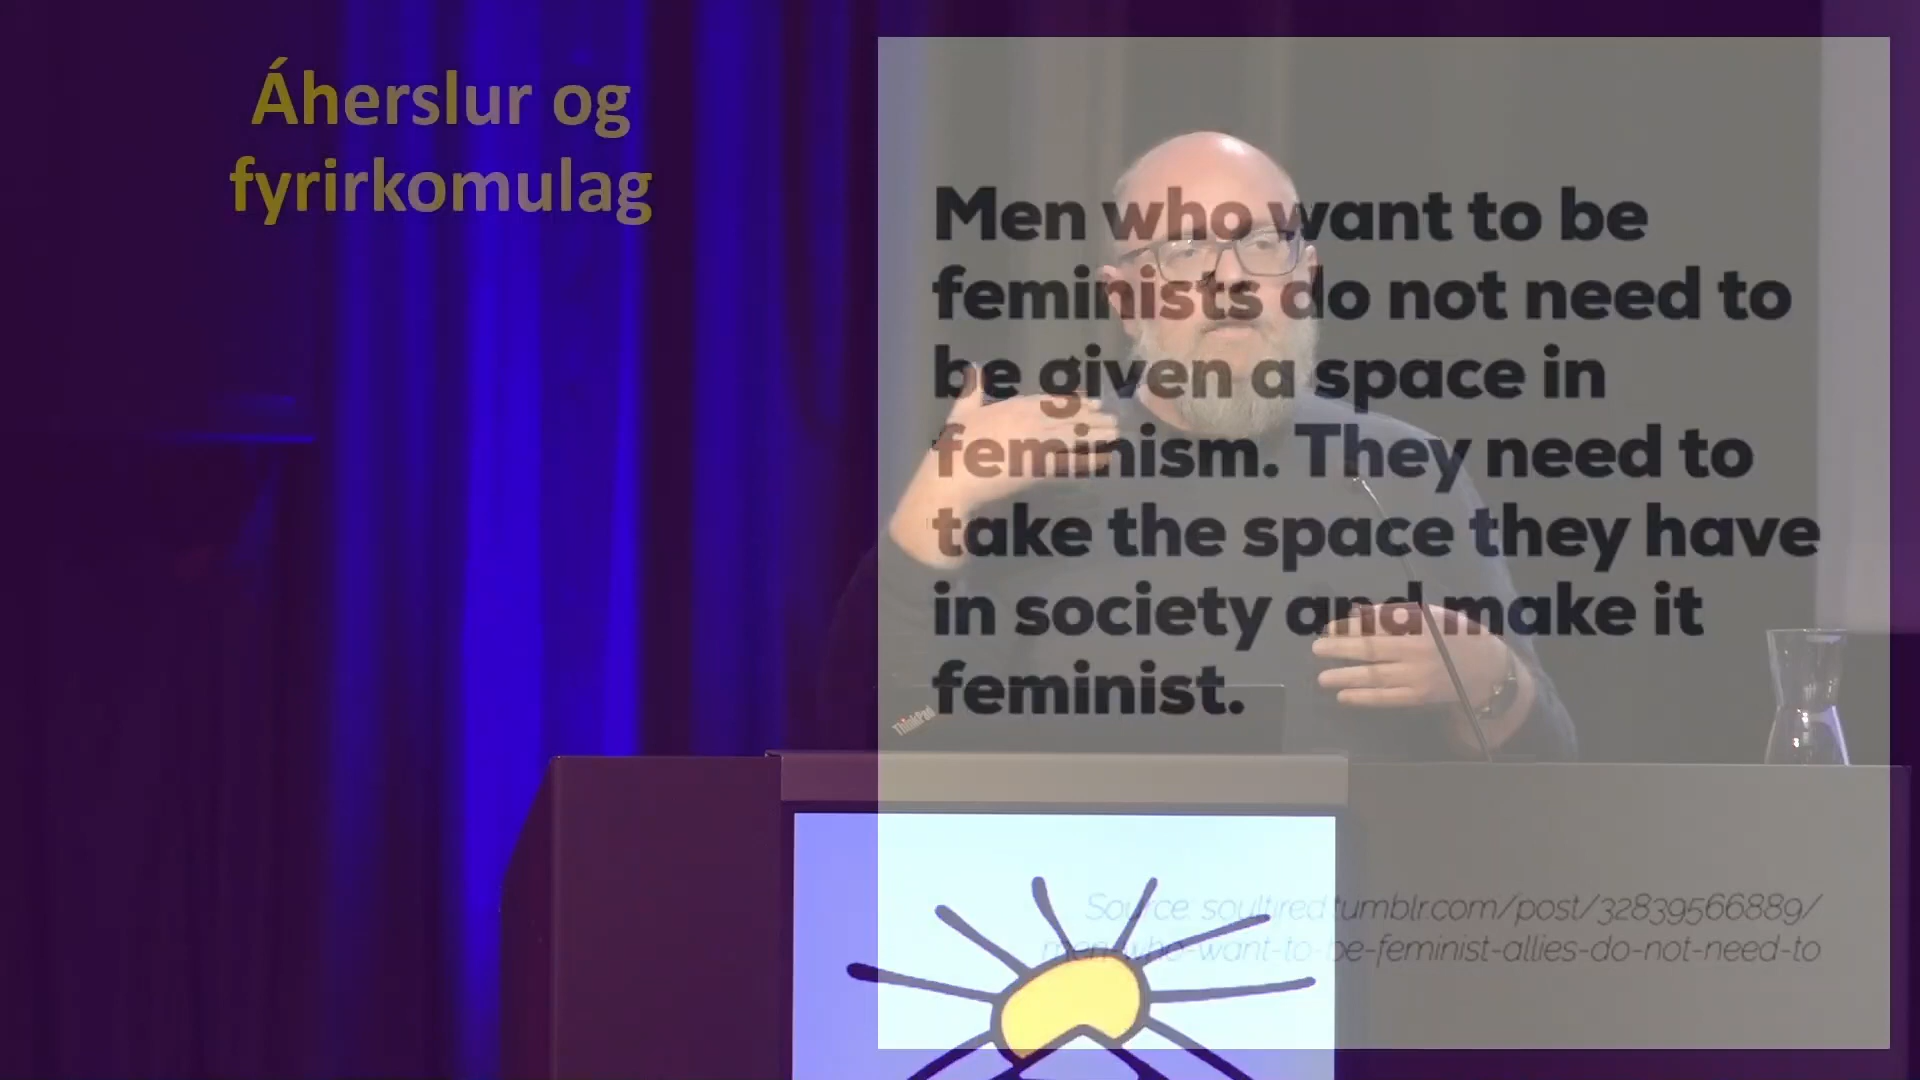 Áherslur og
fyrirkomulag
Men who want to be
feminists do not need to
be given a space in
feminism. They need to
take the space they have
in society and make it
feminist.
ThinkPad
Source: soultired.tumblr.com/post/32839566889/
men-who-want-to-be-feminist-allies-do-not-need-to